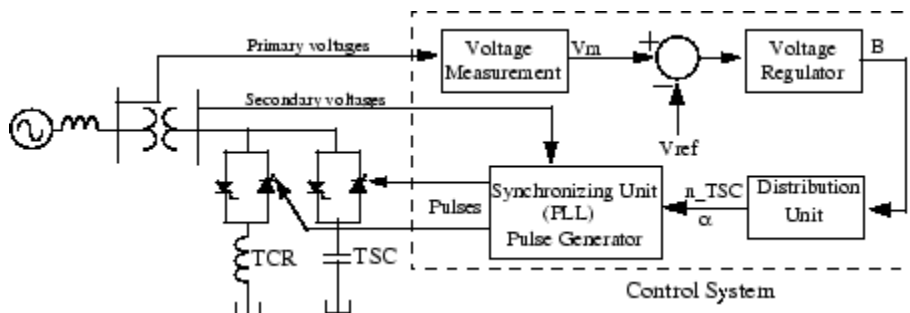 Primary voltages
Voltage
Measurement
Vm
+
−
Voltage
Regulator
B
Secondary voltages
Vref
Pulses
Synchronizing Unit
(PLL)
Pulse Generator
n_TSC
α
Distribution
Unit
TCR
TSC
Control System